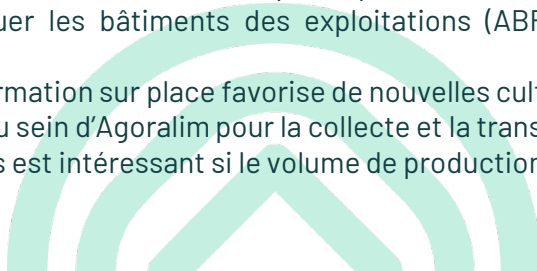 uer les bâtiments des exploitations (ABF
rmation sur place favorise de nouvelles cult
u sein d’Agoralim pour la collecte et la trans
s est intéressant si le volume de production